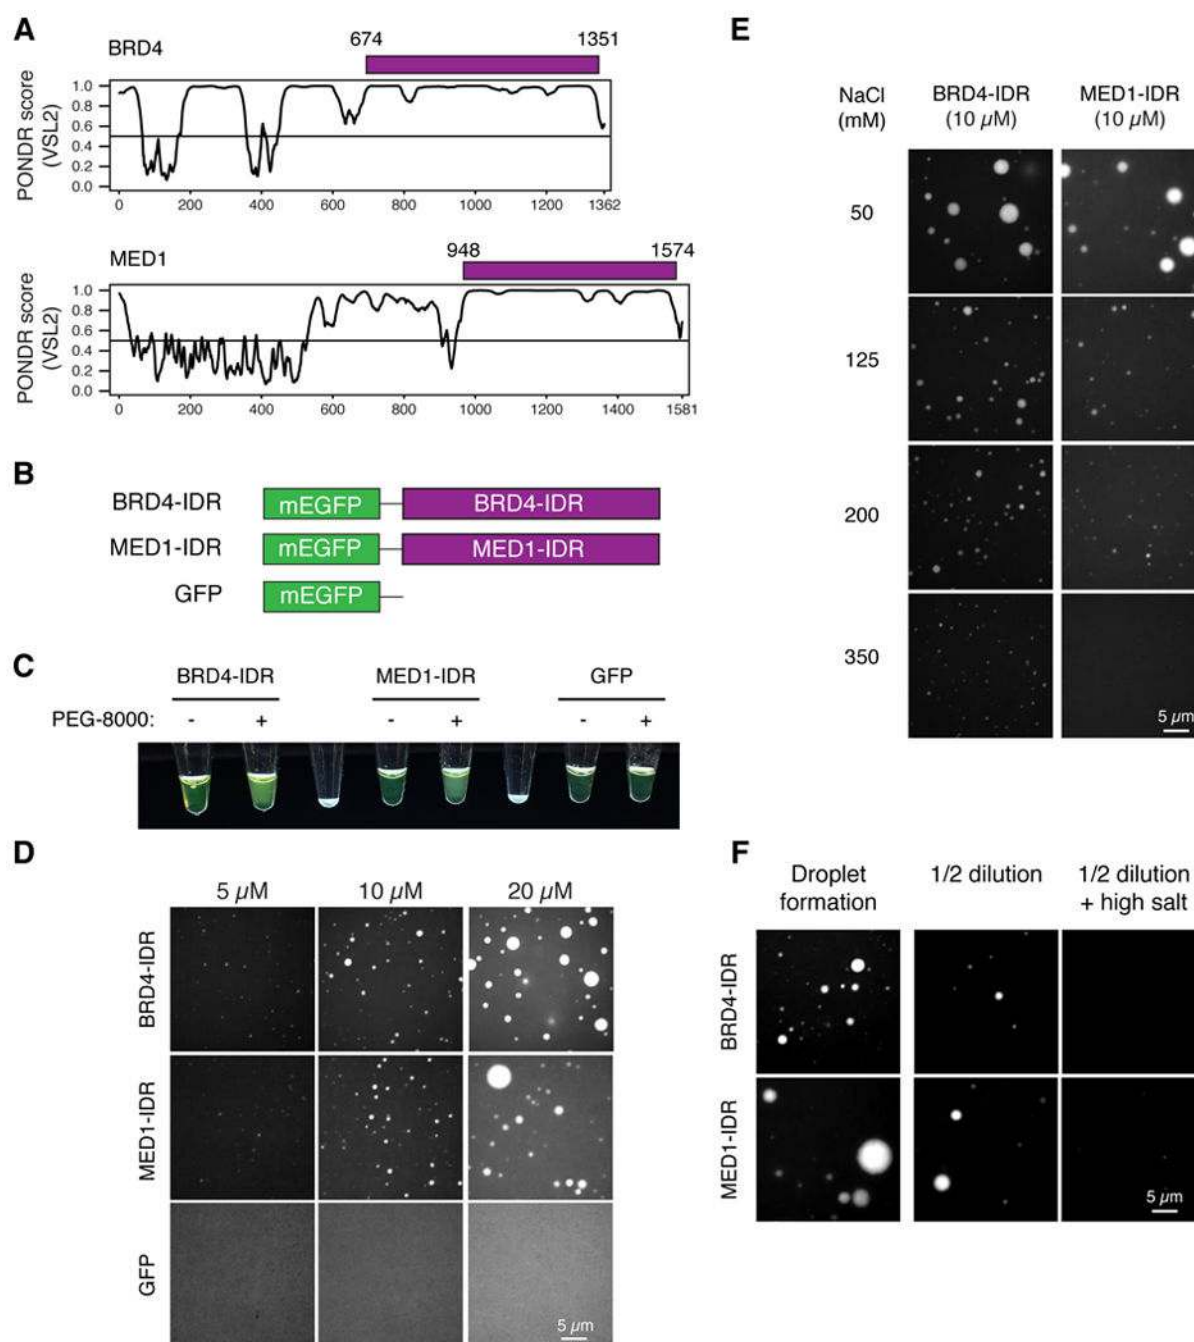 A
BRD4
674 1351
PONDR score
(VSL2)
1.0
0.8
0.6
0.4
0.2
0.0
0 200 400 600 800 1000 1200 1362
MED1
948 1574
PONDR score
(VSL2)
1.0
0.8
0.6
0.4
0.2
0.0
0 200 400 600 800 1000 1200 1400 1581
B
BRD4-IDR mEGFP BRD4-IDR
MED1-IDR mEGFP MED1-IDR
GFP mEGFP
C
BRD4-IDR MED1-IDR GFP
PEG-8000: - + - + - +
D
5 µM 10 µM 20 µM
BRD4-IDR
MED1-IDR
GFP
5 µm
E
NaCl
(mM)
BRD4-IDR
(10 µM)
MED1-IDR
(10 µM)
50
125
200
350
5 µm
F
Droplet
formation
1/2 dilution
1/2 dilution
+ high salt
BRD4-IDR
MED1-IDR
5 µm